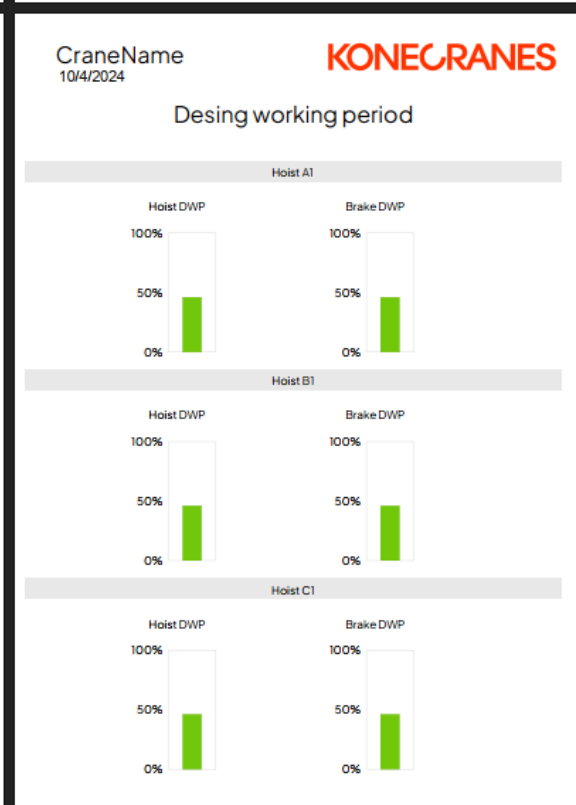 CraneName
KONECRANES
10/4/2024
Desing working period
Hoist A1
Hoist DWP Brake DWP
100% 100%
50% 50%
0% 0%
Hoist B1
Hoist DWP Brake DWP
100% 100%
50% 50%
0% 0%
Hoist C1
Hoist DWP Brake DWP
100% 100%
50% 50%
0% 0%